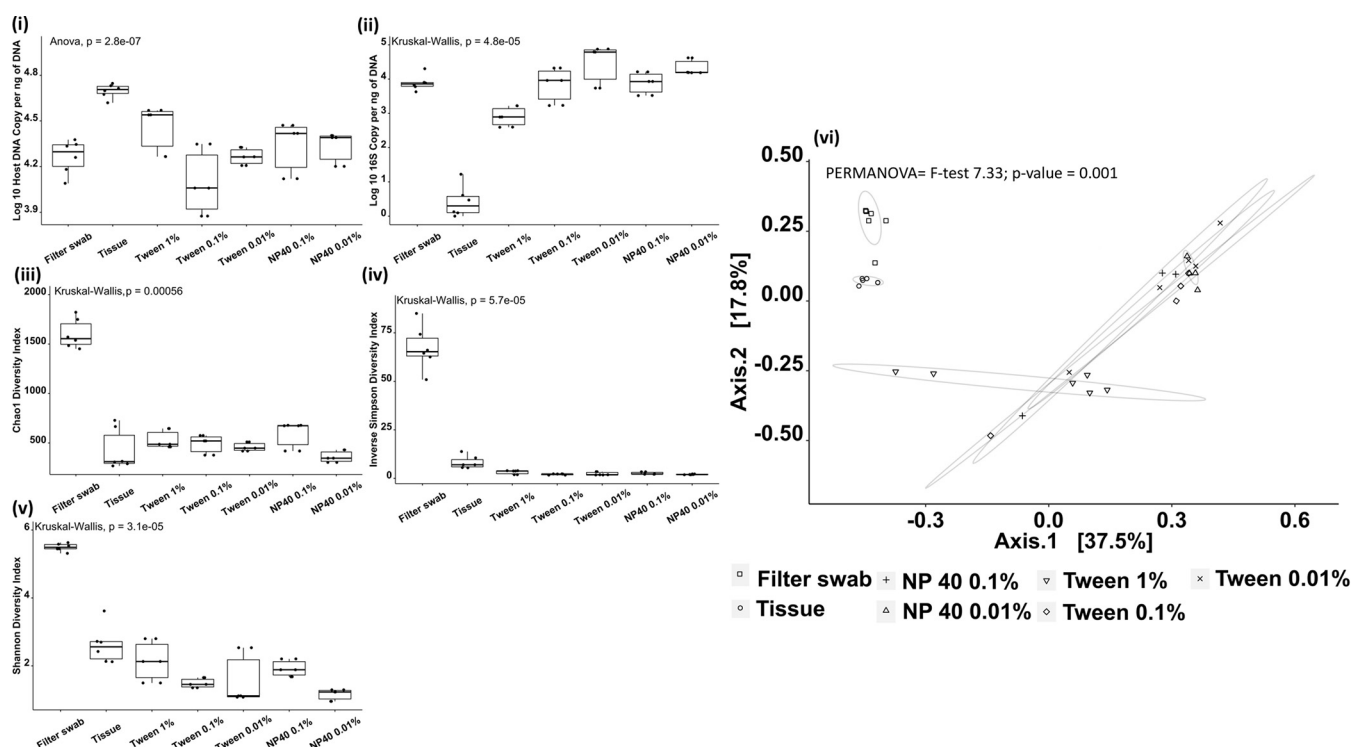 (i)
Anova, p = 2.8e-07
Log 10 Host DNA Copy per ng of DNA
4.8
4.5
4.2
3.9
Filter swab
Tissue
Tween 1%
Tween 0.1%
Tween 0.01%
NP40 0.1%
NP40 0.01%
(ii)
Kruskal-Wallis, p = 4.8e-05
Log 10 16S Copy per ng of DNA
5
4
3
2
1
0
Filter swab
Tissue
Tween 1%
Tween 0.1%
Tween 0.01%
NP40 0.1%
NP40 0.01%
(iii)
Kruskal-Wallis,p = 0.00056
Chao1 Diversity Index
2000
1500
1000
500
Filter swab
Tissue
Tween 1%
Tween 0.1%
Tween 0.01%
NP40 0.1%
NP40 0.01%
(iv)
Kruskal-Wallis, p = 5.7e-05
Inverse Simpson Diversity Index
75
50
25
0
Filter swab
Tissue
Tween 1%
Tween 0.1%
Tween 0.01%
NP40 0.1%
NP40 0.01%
(v)
Kruskal-Wallis, p = 3.1e-05
Shannon Diversity Index
6
4
2
Filter swab
Tissue
Tween 1%
Tween 0.1%
Tween 0.01%
NP40 0.1%
NP40 0.01%
(vi)
PERMANOVA= F-test 7.33; p-value = 0.001
Axis.2 [17.8%]
0.50
0.25
0.00
-0.25
-0.50
-0.3
0.0
0.3
0.6
Axis.1 [37.5%]
Filter swab
NP 40 0.1%
Tween 1%
Tween 0.01%
Tissue
NP 40 0.01%
Tween 0.1%